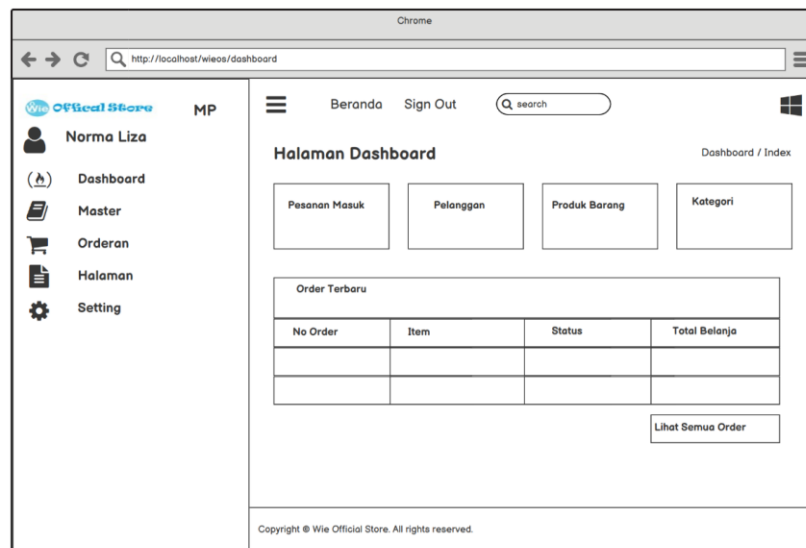 Chrome
http://localhost/wieos/dashboard
Wie Offical Store MP
Norma Liza
Dashboard
Master
Orderan
Halaman
Setting
Beranda Sign Out search
Halaman Dashboard Dashboard / Index
Pesanan Masuk Pelanggan Produk Barang Kategori
Order Terbaru
No Order Item Status Total Belanja
Lihat Semua Order
Copyright © Wie Official Store. All rights reserved.